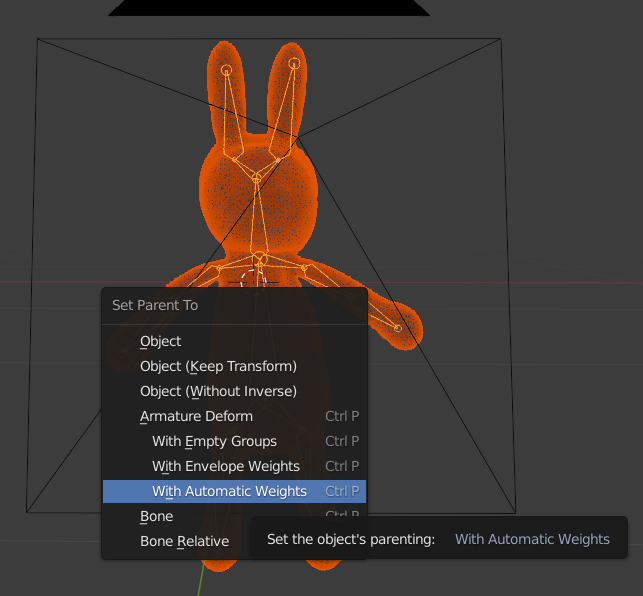 Set Parent To
Object
Object (Keep Transform)
Object (Without Inverse)
Armature Deform Ctrl P
With Empty Groups Ctrl P
With Envelope Weights Ctrl P
With Automatic Weights Ctrl P
Bone Ctrl P
Bone Relative
Set the object's parenting: With Automatic Weights